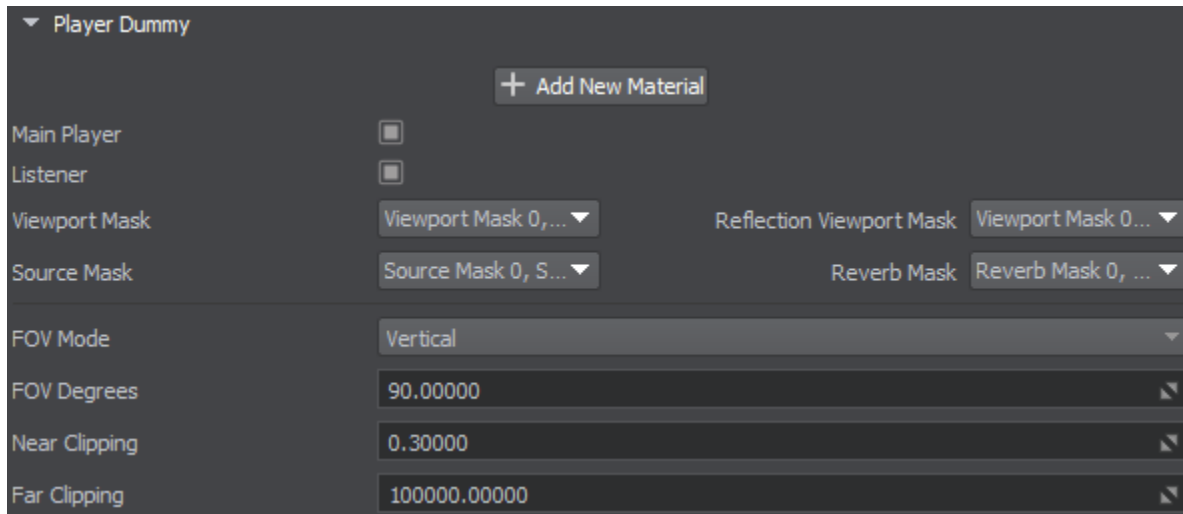 Player Dummy
Add New Material
Main Player
Listener
Viewport Mask Viewport Mask 0,... Reflection Viewport Mask Viewport Mask 0...
Source Mask Source Mask 0, S... Reverb Mask Reverb Mask 0, ...
FOV Mode Vertical
FOV Degrees 90.00000
Near Clipping 0.30000
Far Clipping 100000.00000